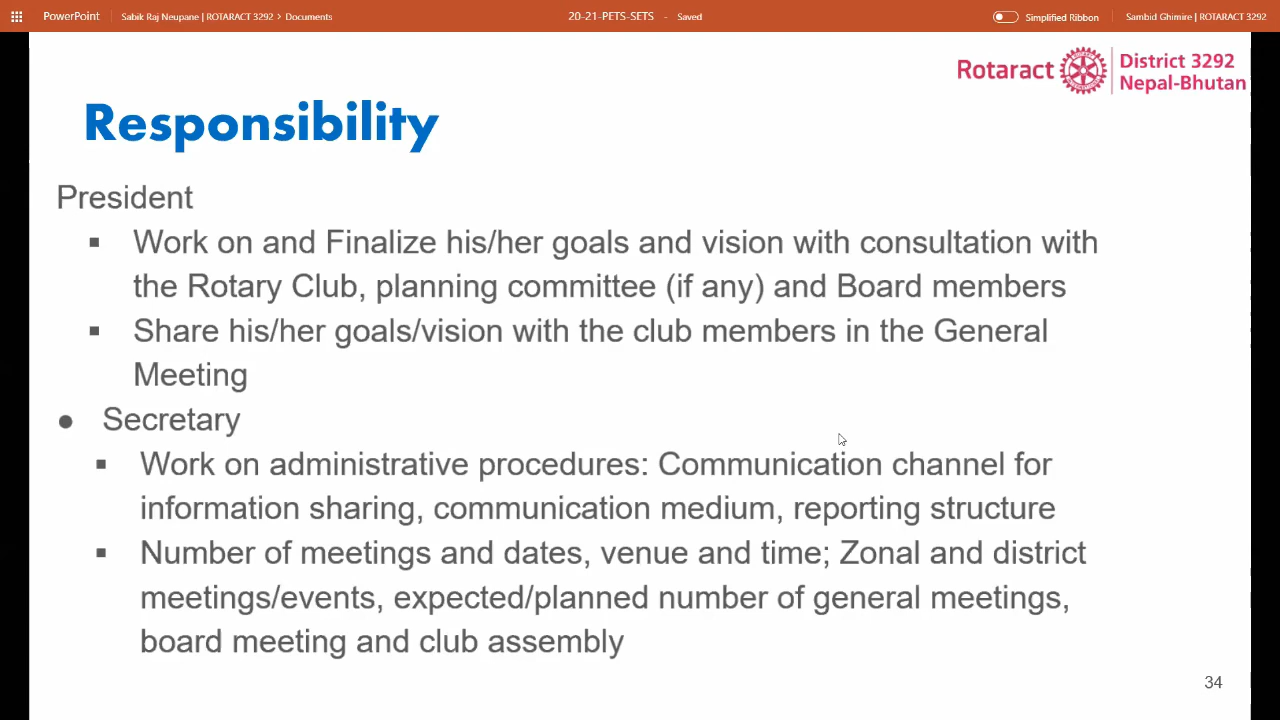 PowerPoint Sabik Raj Neupane | ROTARACT 3292 > Documents 20-21-PETS-SETS - Saved Simplified Ribbon Sambid Ghimire | ROTARACT 3292
Rotaract District 3292
Nepal-Bhutan
Responsibility
President
▪ Work on and Finalize his/her goals and vision with consultation with
the Rotary Club, planning committee (if any) and Board members
▪ Share his/her goals/vision with the club members in the General
Meeting
● Secretary
▪ Work on administrative procedures: Communication channel for
information sharing, communication medium, reporting structure
▪ Number of meetings and dates, venue and time; Zonal and district
meetings/events, expected/planned number of general meetings,
board meeting and club assembly
34